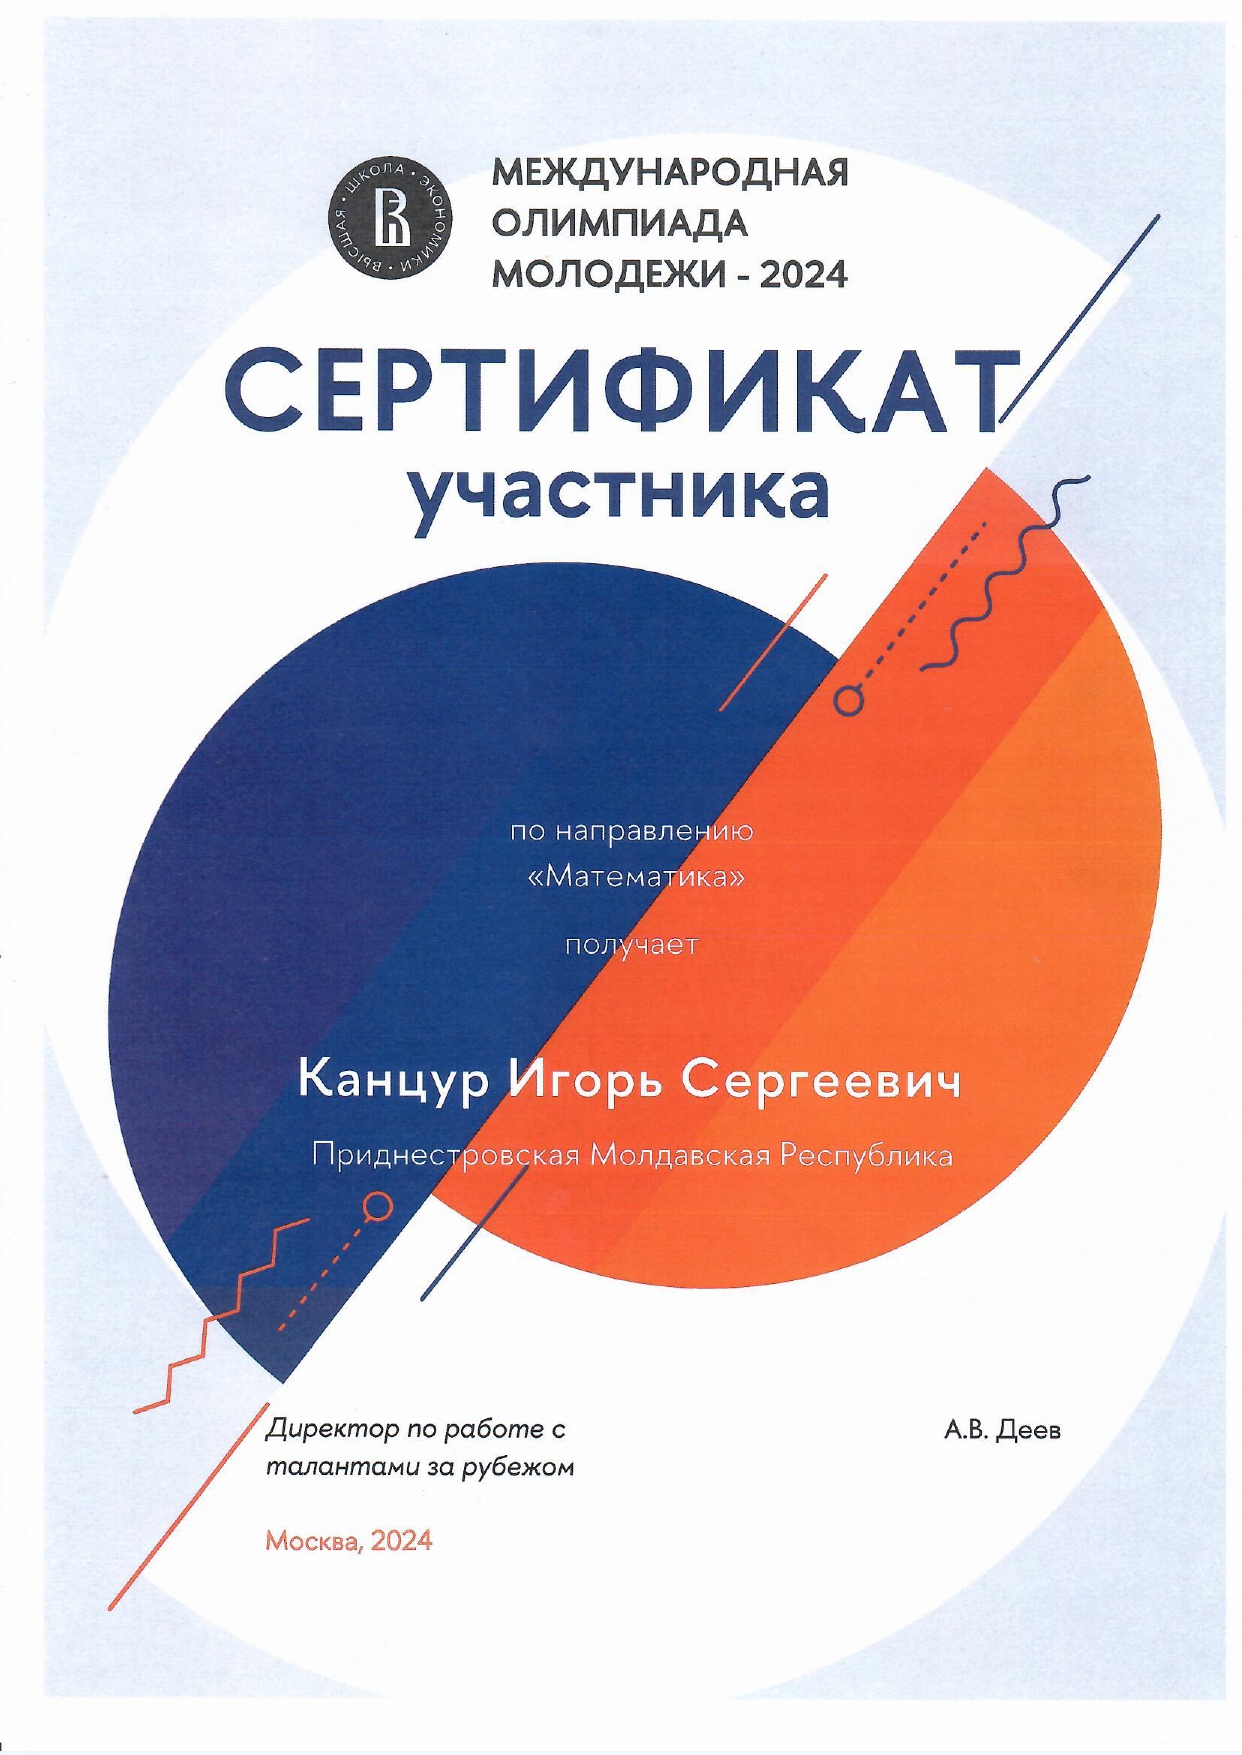 ВЫСШАЯ • ШКОЛА • ЭКОНОМИКИ •
МЕЖДУНАРОДНАЯ
ОЛИМПИАДА
МОЛОДЕЖИ - 2024
СЕРТИФИКАТ
участника
по направлению
«Математика»
получает
Канцур Игорь Сергеевич
Приднестровская Молдавская Республика
Директор по работе с
талантами за рубежом
А.В. Деев
Москва, 2024